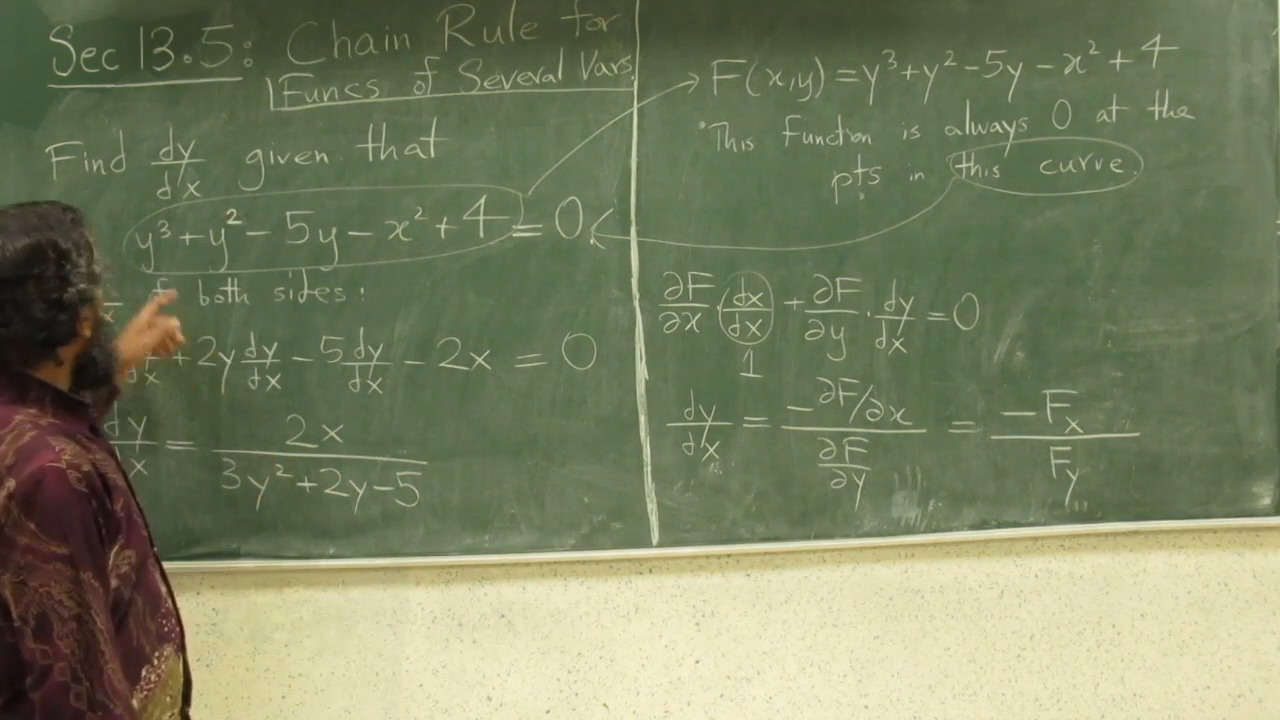 Sec 13.5: Chain Rule for
Funcs of Several Vars
Find dy/dx given that
y³+y²-5y-x²+4=0
both sides:
+2y dy/dx -5 dy/dx -2x = 0
dy/x = 2x/(3y²+2y-5)
F(x,y)=y³+y²-5y-x²+4
This Function is always 0 at the
pts in this curve.
∂F/∂x · dx/dx + ∂F/∂y · dy/dx = 0
1
dy/dx = -∂F/∂x / ∂F/∂y = -Fx/Fy